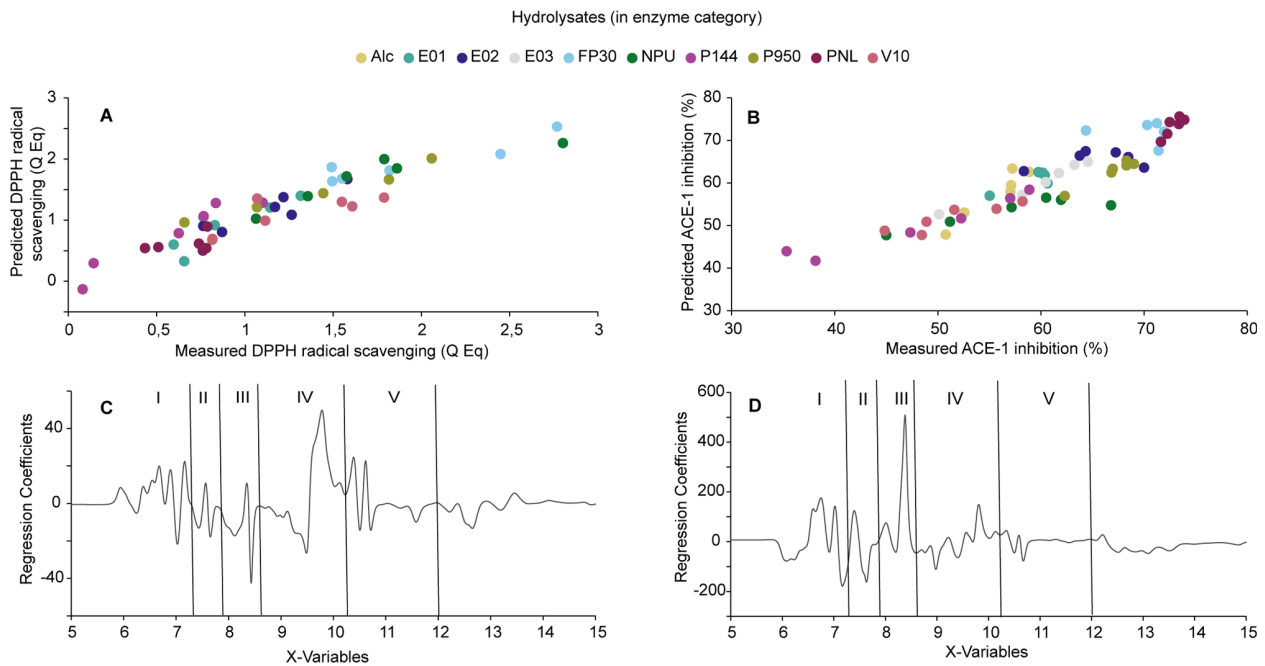 Hydrolysates (in enzyme category)
Alc E01 E02 E03 FP30 NPU P144 P950 PNL V10
A
Predicted DPPH radical
scavenging (Q Eq)
3
2
1
0
0 0,5 1 1,5 2 2,5 3
Measured DPPH radical scavenging (Q Eq)
B
Predicted ACE-1 inhibition (%)
80
70
60
50
40
30
30 40 50 60 70 80
Measured ACE-1 inhibition (%)
C
I II III IV V
Regression Coefficients
40
0
-40
5 6 7 8 9 10 11 12 13 14 15
X-Variables
D
I II III IV V
Regression Coefficients
600
400
200
0
-200
5 6 7 8 9 10 11 12 13 14 15
X-Variables